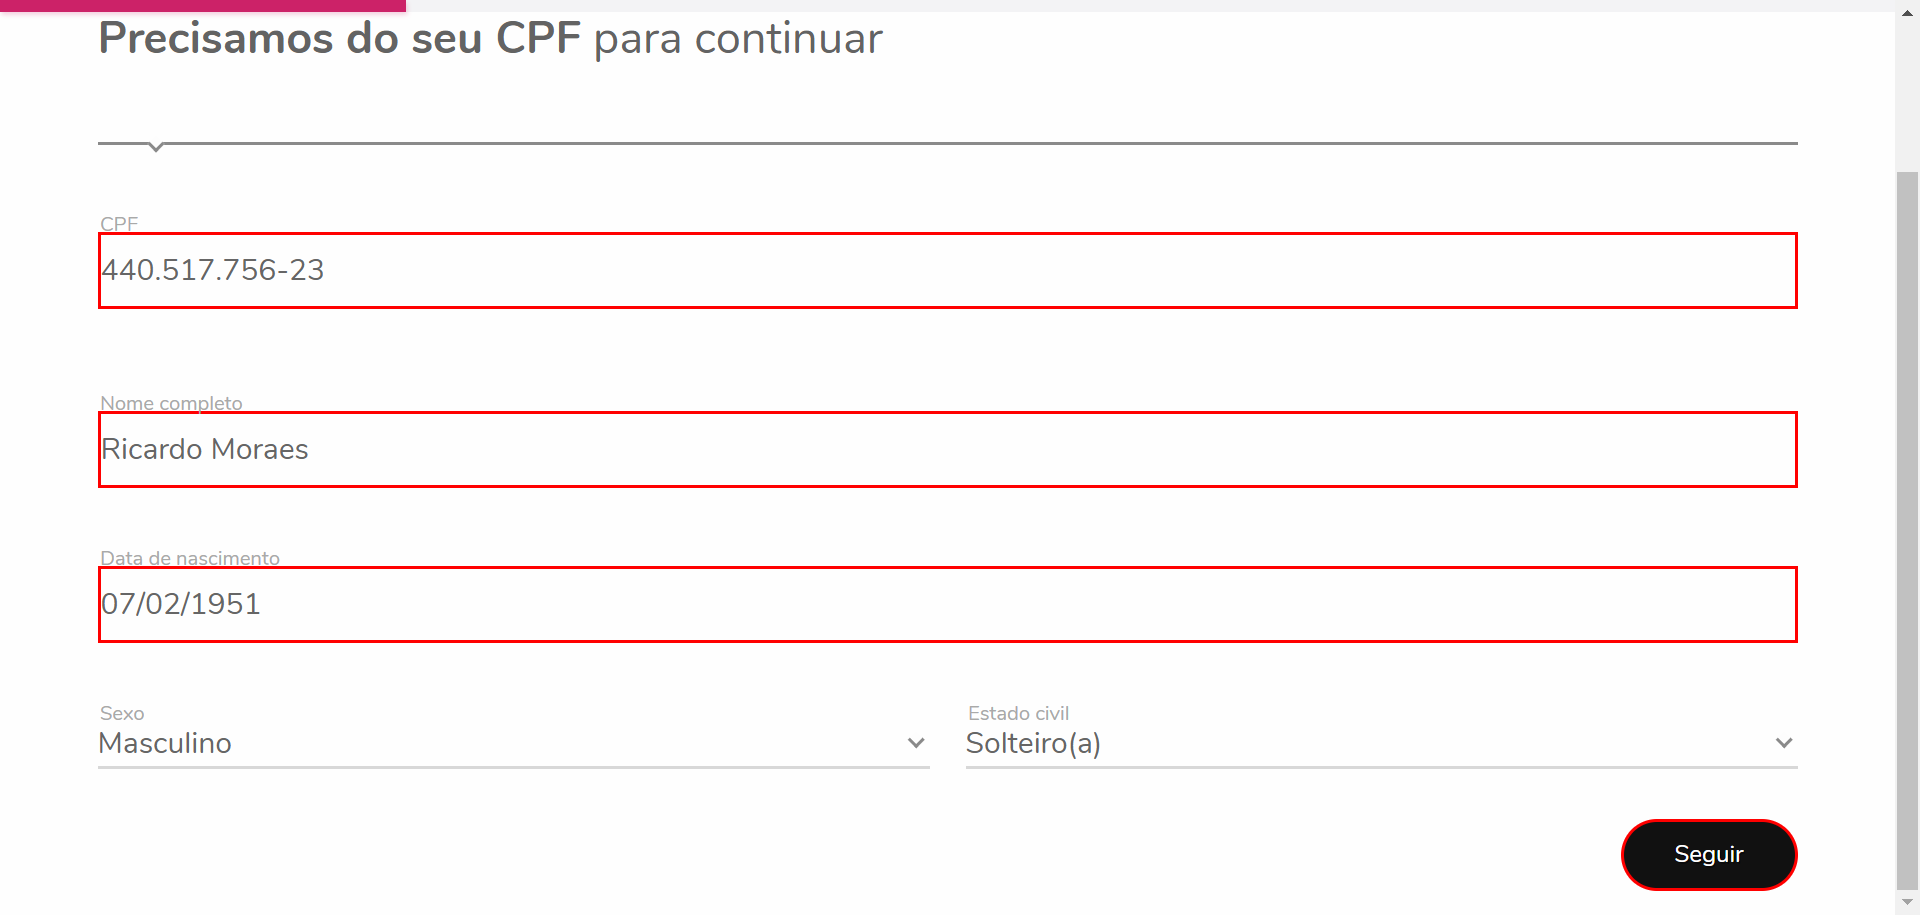 Precisamos do seu CPF para continuar
CPF
440.517.756-23
Nome completo
Ricardo Moraes
Data de nascimento
07/02/1951
Sexo
Masculino
Estado civil
Solteiro(a)
Seguir